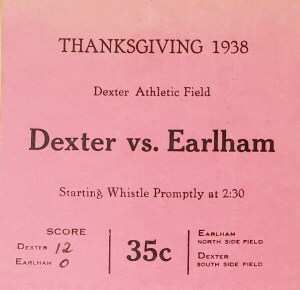 THANKSGIVING 1938
Dexter Athletic Field
Dexter vs. Earlham
Starting Whistle Promptly at 2:30
SCORE
DEXTER 12
EARLHAM 0
35c
EARLHAM
NORTH SIDE FIELD
DEXTER
SOUTH SIDE FIELD